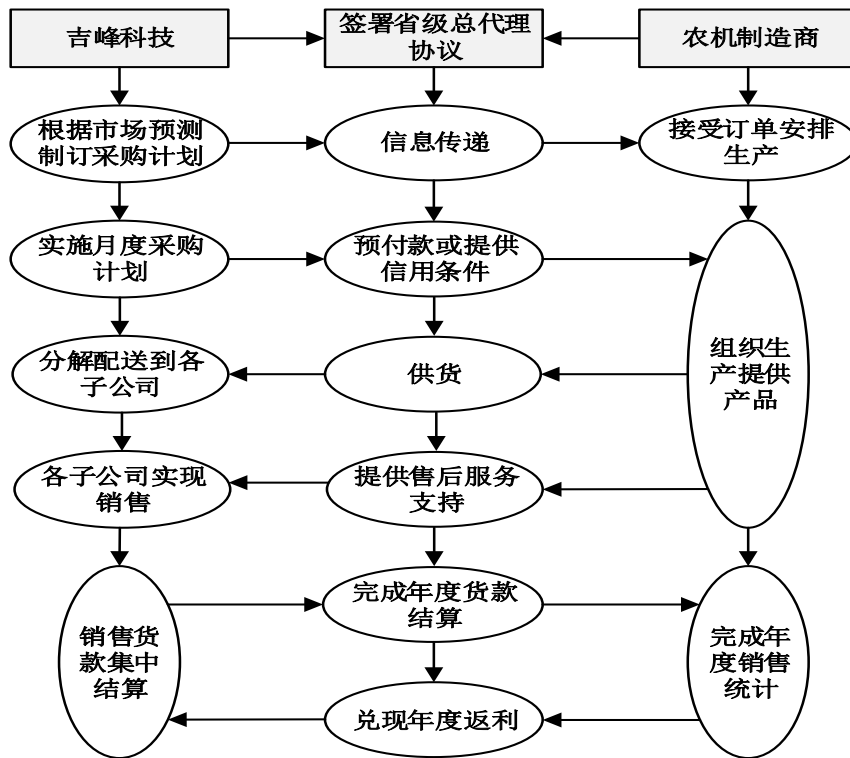 吉峰科技
签署省级总代理
协议
农机制造商
根据市场预测
制订采购计划
信息传递
接受订单安排
生产
实施月度采购
计划
预付款或提供
信用条件
组织生
产提供
产品
分解配送到各
子公司
供货
各子公司实现
销售
提供售后服务
支持
销售货
款集中
结算
完成年度货款
结算
完成年
度销售
统计
兑现年度返利